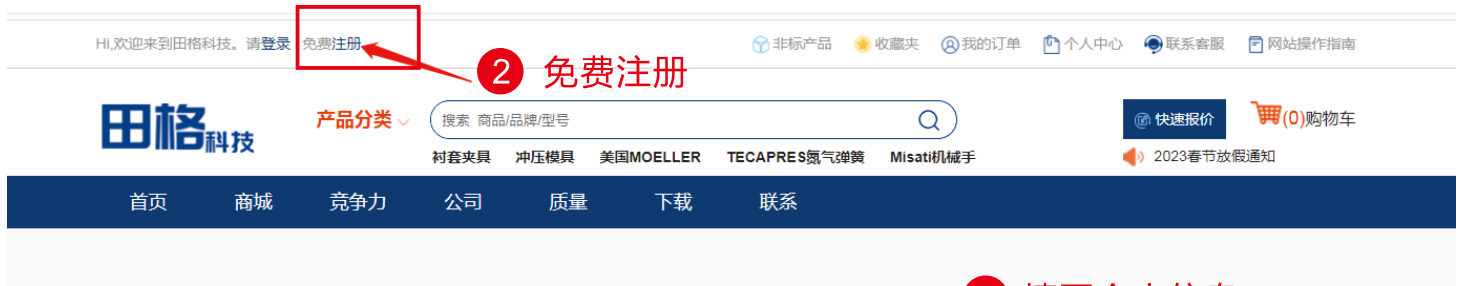 Hi,欢迎来到田格科技。请登录 免费注册
非标产品 收藏夹 我的订单 个人中心 联系客服 网站操作指南
2 免费注册
田格科技
产品分类
搜索 商品/品牌/型号
快速报价
(0)购物车
衬套夹具 冲压模具 美国MOELLER TECAPRES氮气弹簧 Misati机械手
2023春节放假通知
首页 商城 竞争力 公司 质量 下载 联系